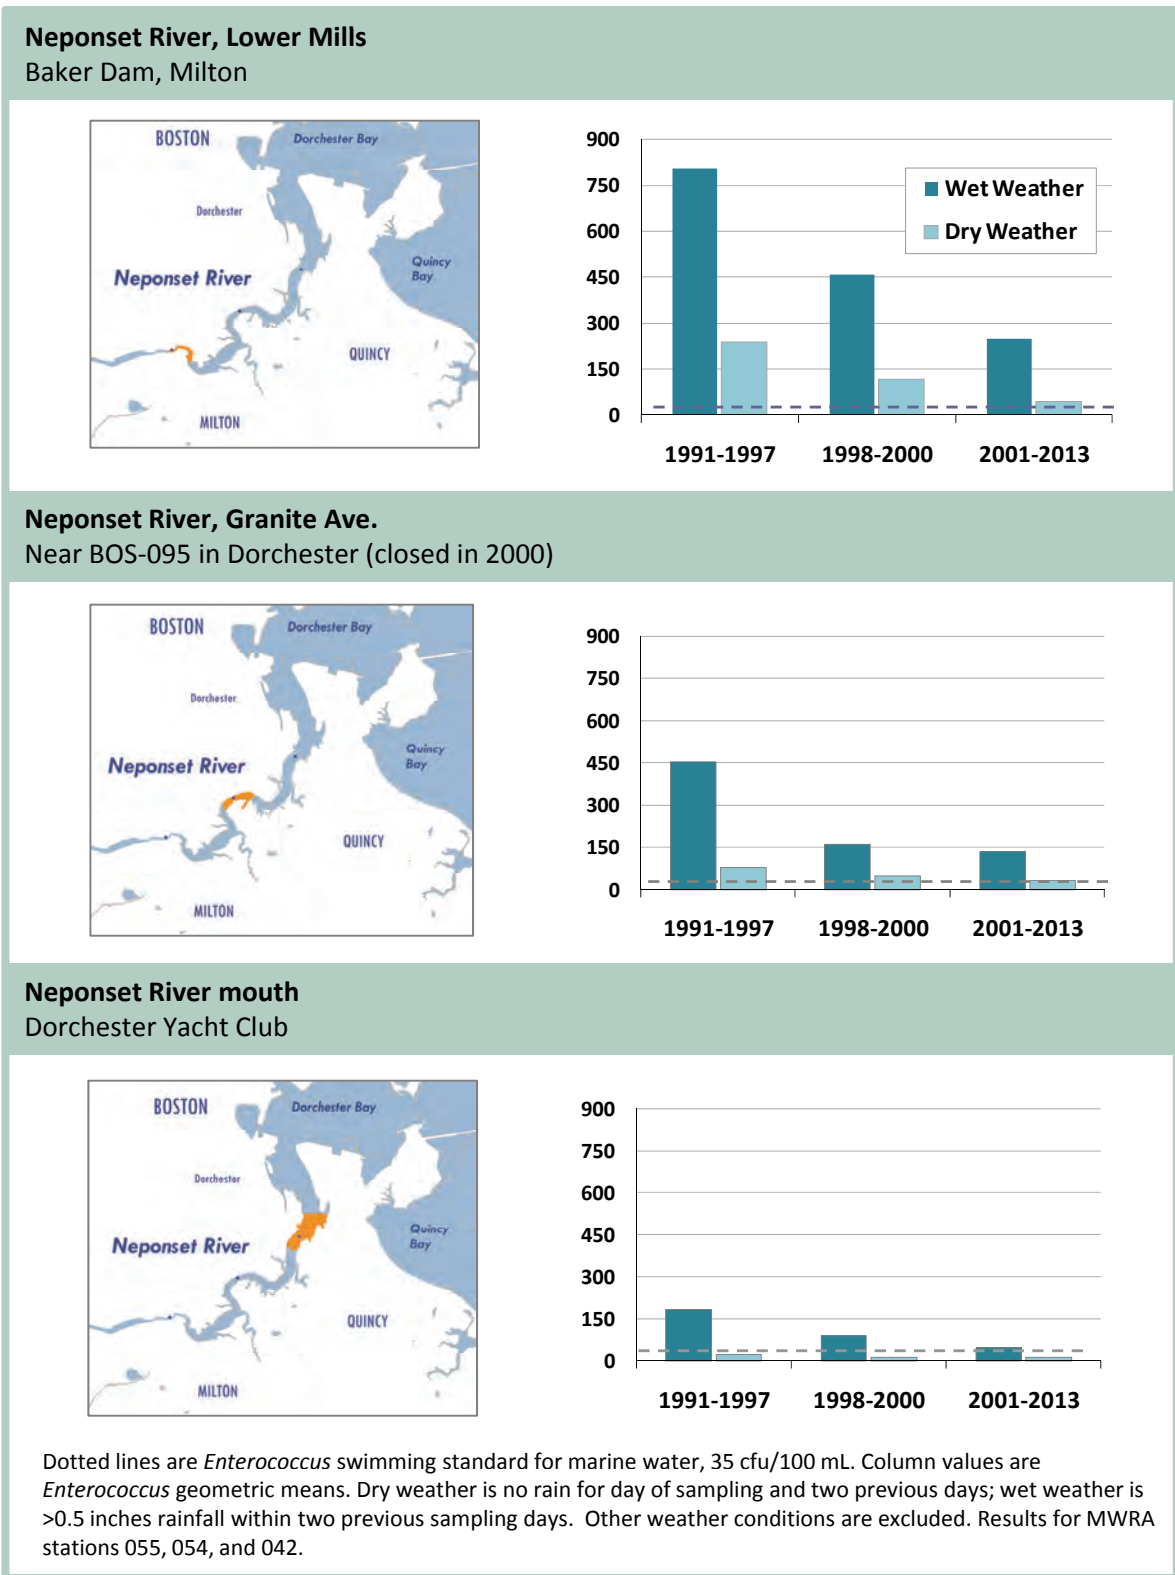 Neponset River, Lower Mills
Baker Dam, Milton
BOSTON
Dorchester Bay
Dorchester
Quincy
Bay
Neponset River
QUINCY
MILTON
900
750
600
450
300
150
0
Wet Weather
Dry Weather
1991-1997 1998-2000 2001-2013
Neponset River, Granite Ave.
Near BOS-095 in Dorchester (closed in 2000)
BOSTON
Dorchester Bay
Dorchester
Quincy
Bay
Neponset River
QUINCY
MILTON
900
750
600
450
300
150
0
1991-1997 1998-2000 2001-2013
Neponset River mouth
Dorchester Yacht Club
BOSTON
Dorchester Bay
Dorchester
Quincy
Bay
Neponset River
QUINCY
MILTON
900
750
600
450
300
150
0
1991-1997 1998-2000 2001-2013
Dotted lines are Enterococcus swimming standard for marine water, 35 cfu/100 mL. Column values are
Enterococcus geometric means. Dry weather is no rain for day of sampling and two previous days; wet weather is
>0.5 inches rainfall within two previous sampling days. Other weather conditions are excluded. Results for MWRA
stations 055, 054, and 042.